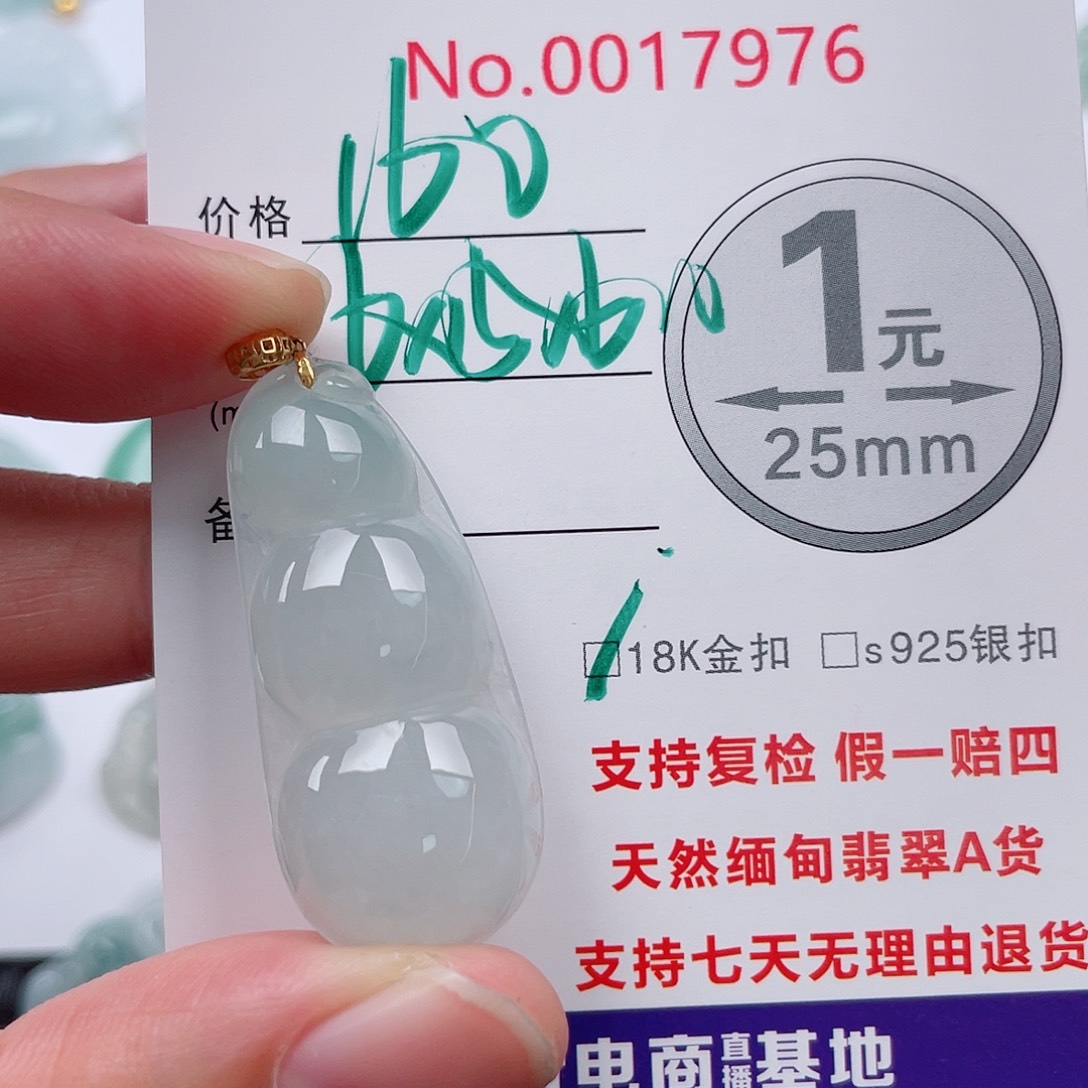 No.0017976
价格 160
1元
25mm
(m
备
18K金扣 s925银扣
支持复检 假一赔四
天然缅甸翡翠A货
支持七天无理由退货
电商直播基地